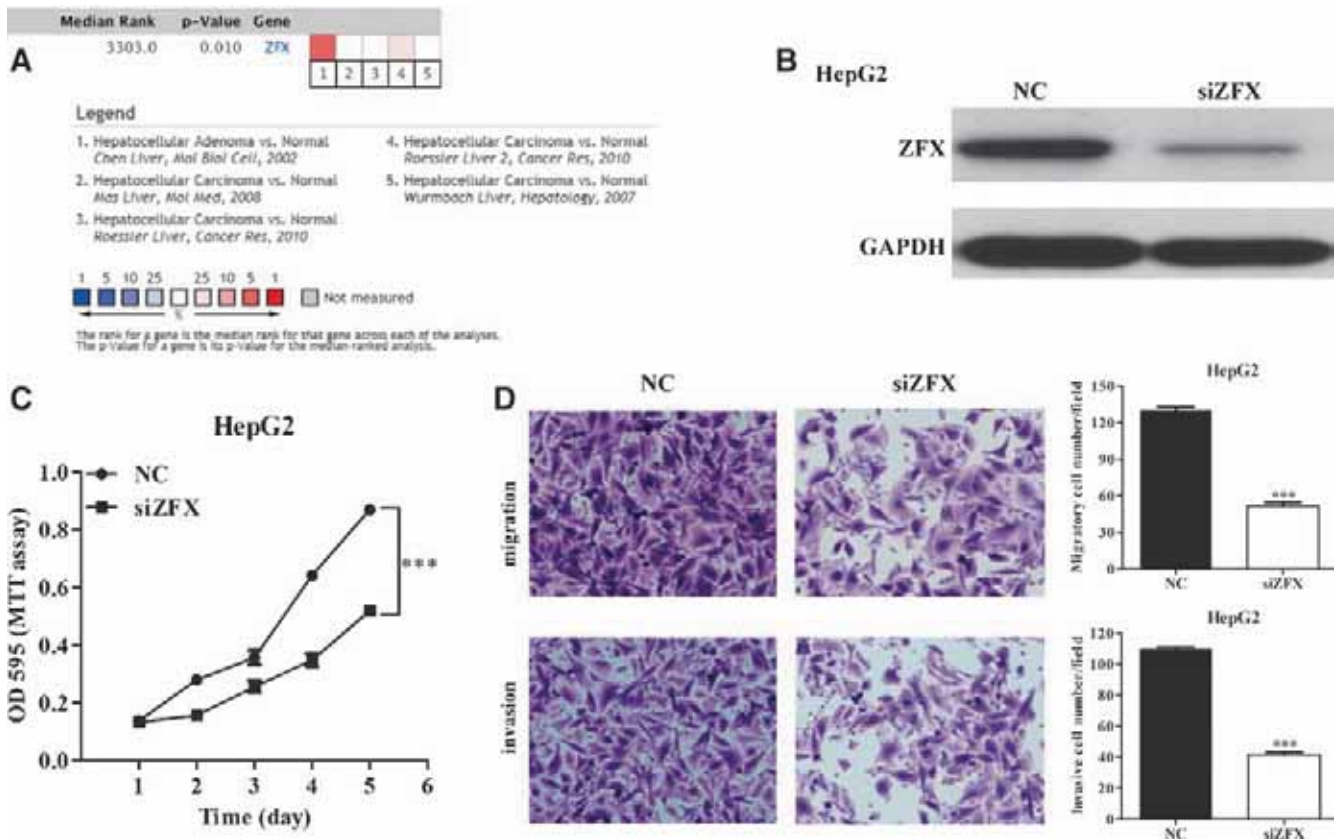 Median Rank p-Value Gene
3303.0 0.010 ZFX
A
1 2 3 4 5
Legend
1. Hepatocellular Adenoma vs. Normal
Chen Liver, Mol Biol Cell, 2002
2. Hepatocellular Carcinoma vs. Normal
Mas Liver, Mol Med, 2008
3. Hepatocellular Carcinoma vs. Normal
Roessler Liver, Cancer Res, 2010
4. Hepatocellular Carcinoma vs. Normal
Roessler Liver 2, Cancer Res, 2010
5. Hepatocellular Carcinoma vs. Normal
Wurmbach Liver, Hepatology, 2007
1 5 10 25 25 10 5 1
Not measured
%
The rank for a gene is the median rank for that gene across each of the analyses.
The p-Value for a gene is its p-Value for the median-ranked analysis.
B
HepG2
NC siZFX
ZFX
GAPDH
C
HepG2
NC
siZFX
1.0
0.8
0.6
0.4
0.2
0.0
OD 595 (MTT assay)
***
1 2 3 4 5 6
Time (day)
D
NC siZFX
migration
invasion
HepG2
Migratory cell number/field
150
120
90
60
30
0
***
NC siZFX
HepG2
Invasive cell number/field
120
100
80
60
40
20
0
***
NC siZFX